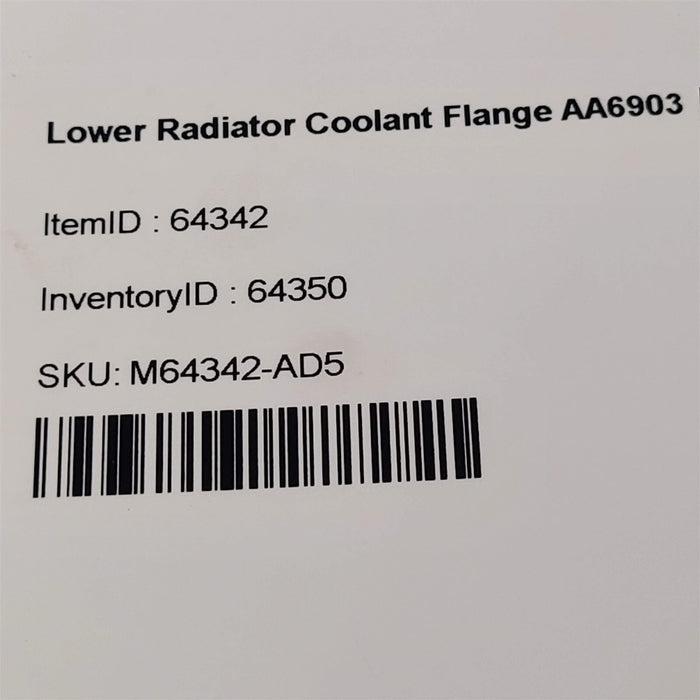 Lower Radiator Coolant Flange AA6903
ItemID : 64342
InventoryID : 64350
SKU: M64342-AD5